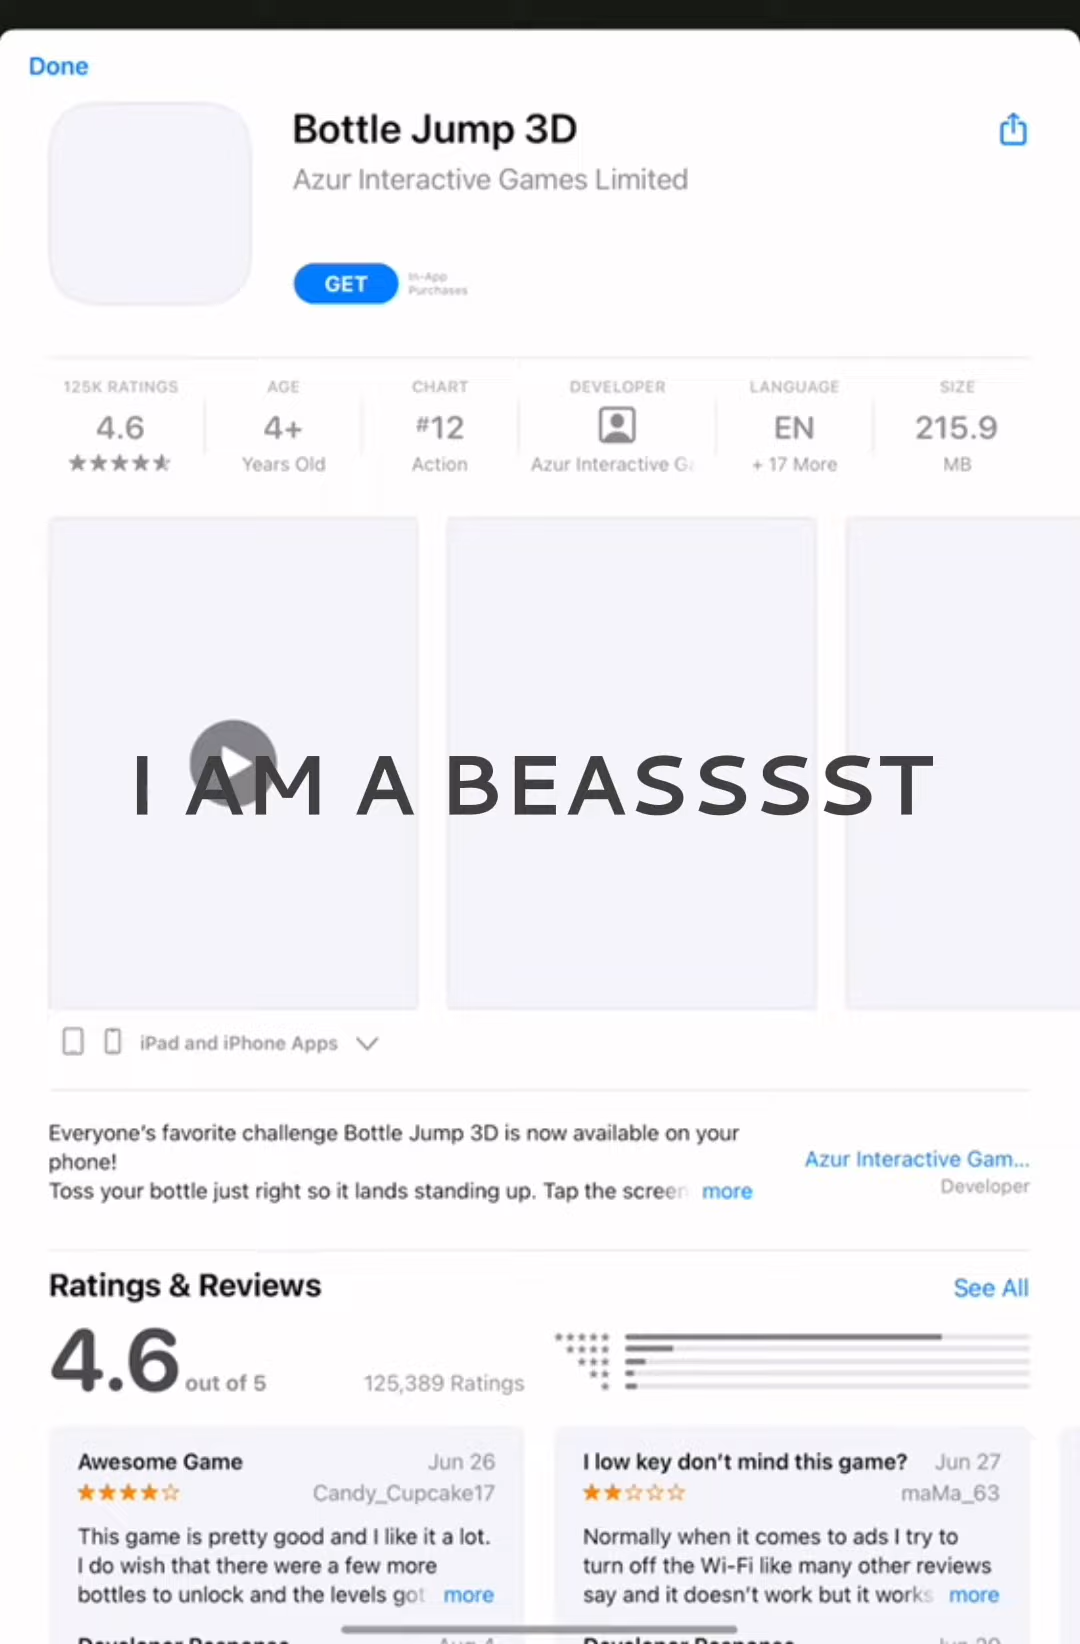 Done
Bottle Jump 3D
Azur Interactive Games Limited
GET
In-App
Purchases
125K RATINGS
4.6
★★★★⯪
AGE
4+
Years Old
CHART
#12
Action
DEVELOPER
Azur Interactive Ga
LANGUAGE
EN
+ 17 More
SIZE
215.9
MB
I AM A BEASSSST
iPad and iPhone Apps
Everyone's favorite challenge Bottle Jump 3D is now available on your
phone!
Toss your bottle just right so it lands standing up. Tap the screen more
Azur Interactive Gam...
Developer
Ratings & Reviews
See All
4.6 out of 5
125,389 Ratings
Awesome Game Jun 26
★★★★☆ Candy_Cupcake17
This game is pretty good and I like it a lot.
I do wish that there were a few more
bottles to unlock and the levels got more
I low key don't mind this game? Jun 27
★★☆☆☆ maMa_63
Normally when it comes to ads I try to
turn off the Wi-Fi like many other reviews
say and it doesn't work but it works more